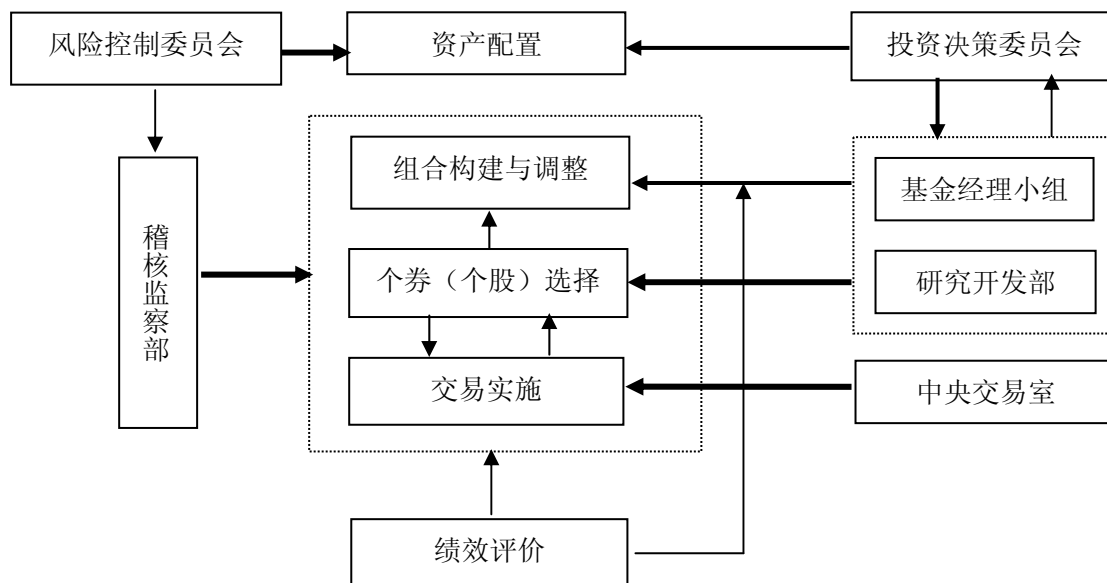 风险控制委员会
资产配置
投资决策委员会
组合构建与调整
基金经理小组
稽核监察部
个券（个股）选择
研究开发部
交易实施
中央交易室
绩效评价